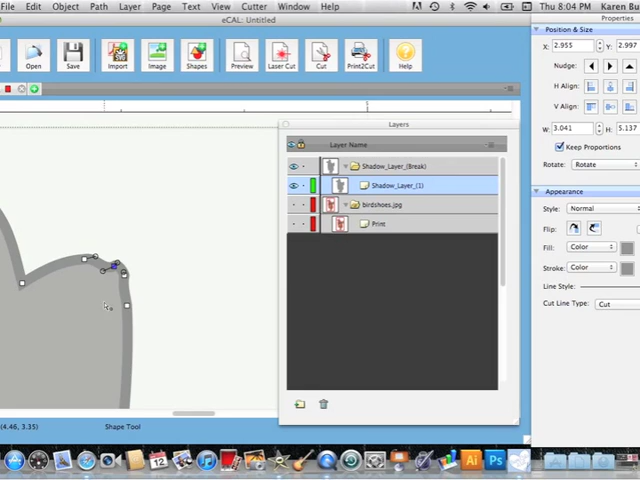 File Edit Object Path Layer Page Text View Cutter Window Help Thu 8:04 PM Karen Bu
eCAL: Untitled
Open Save Import Image Shapes Preview Laser Cut Cut Print2Cut Help
Layers
Layer Name
Shadow_Layer_(Break)
Shadow_Layer_(1)
birdshoes.jpg
Print
Properties
Position & Size
X: 2.955 Y: 2.997
Nudge:
H Align:
V Align:
W: 3.041 H: 5.137
Keep Proportions
Rotate: Rotate
Appearance
Style: Normal
Flip:
Fill: Color
Stroke: Color
Line Style:
Cut Line Type: Cut
(4.46, 3.35) Shape Tool
12
Ai Ps